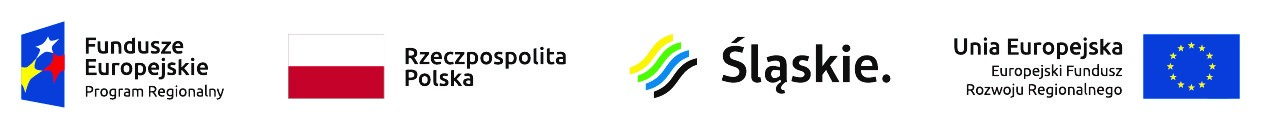 Fundusze
Europejskie
Program Regionalny
Rzeczpospolita
Polska
Śląskie.
Unia Europejska
Europejski Fundusz
Rozwoju Regionalnego